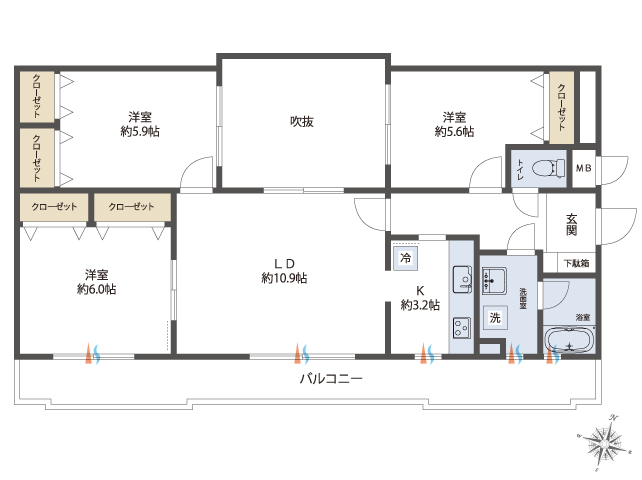 クローゼット
洋室
約5.9帖
吹抜
洋室
約5.6帖
クローゼット
クローゼット
トイレ
MB
クローゼット
クローゼット
玄関
下駄箱
洋室
約6.0帖
LD
約10.9帖
冷
K
約3.2帖
洗面室
洗
浴室
バルコニー
N